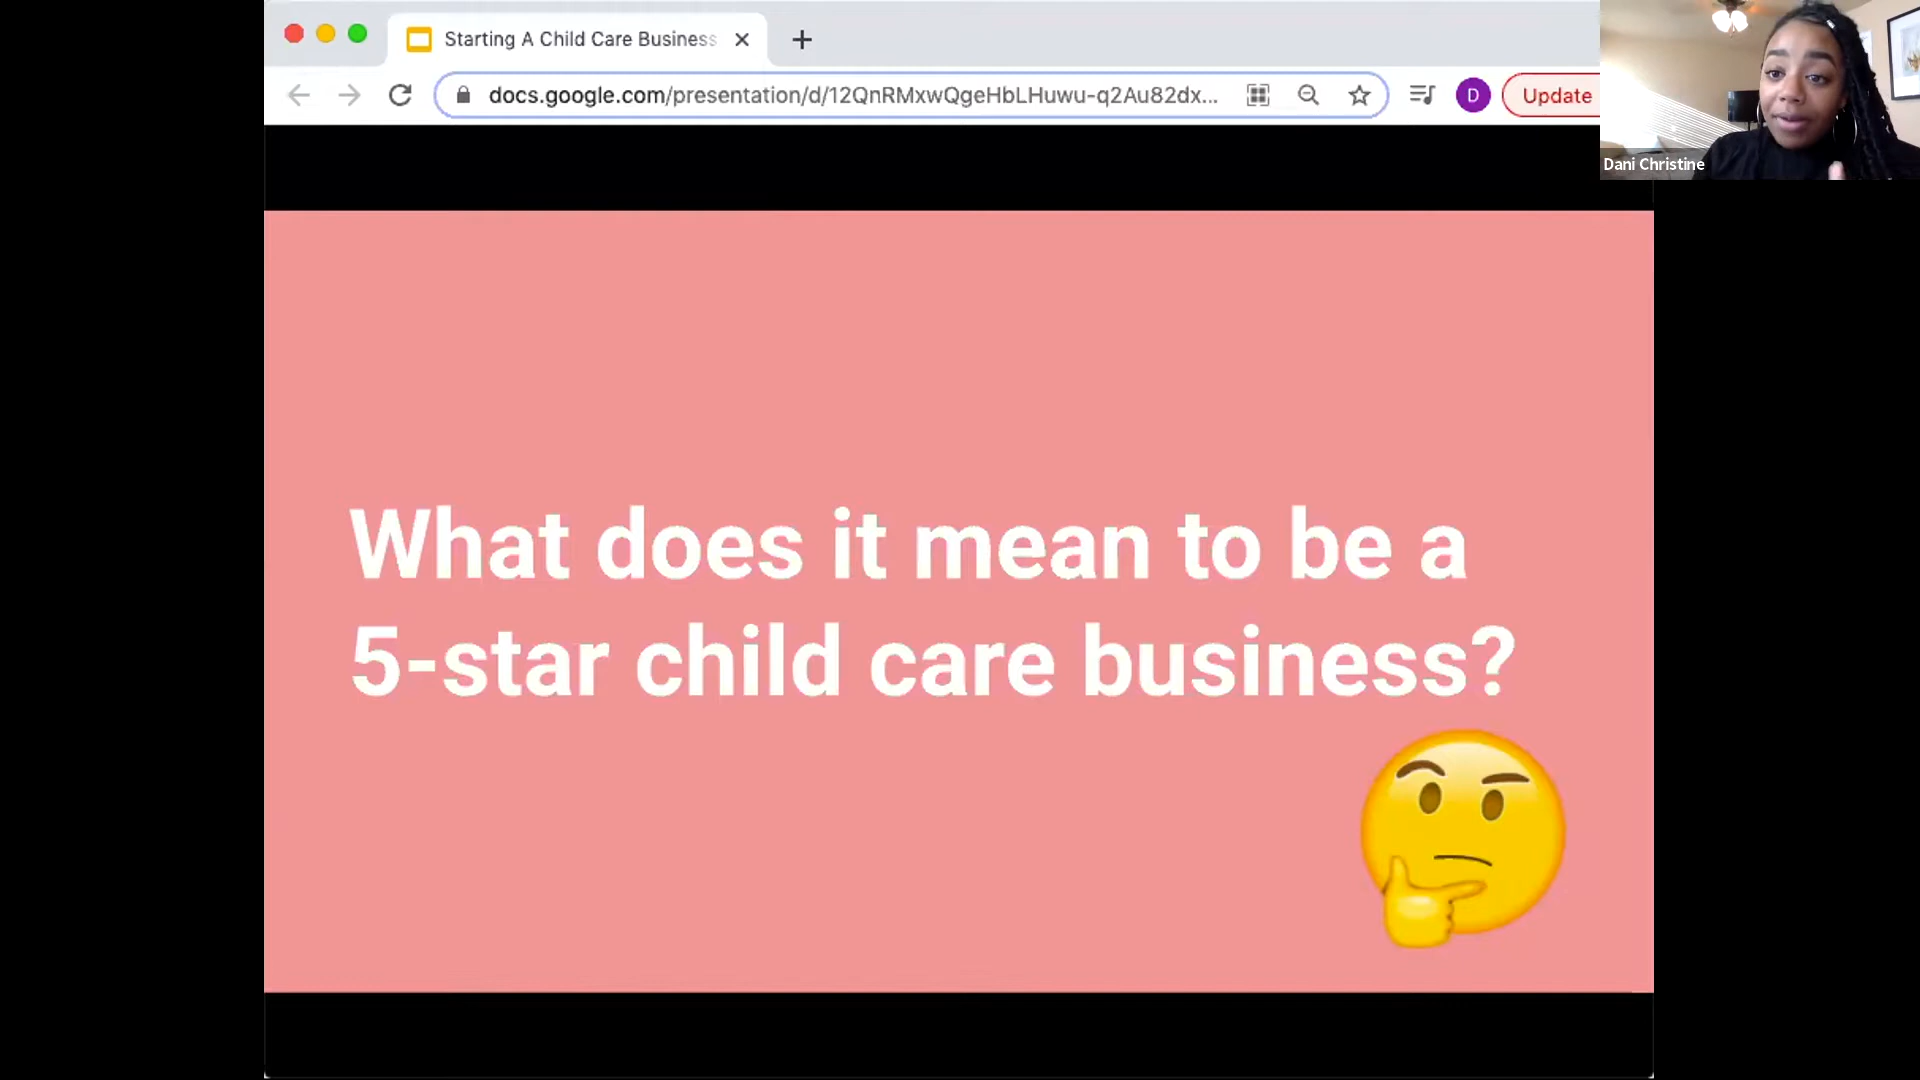 Starting A Child Care Business
docs.google.com/presentation/d/12QnRMxwQgeHbLHuwu-q2Au82dx...
D
Update
Dani Christine
What does it mean to be a
5-star child care business?